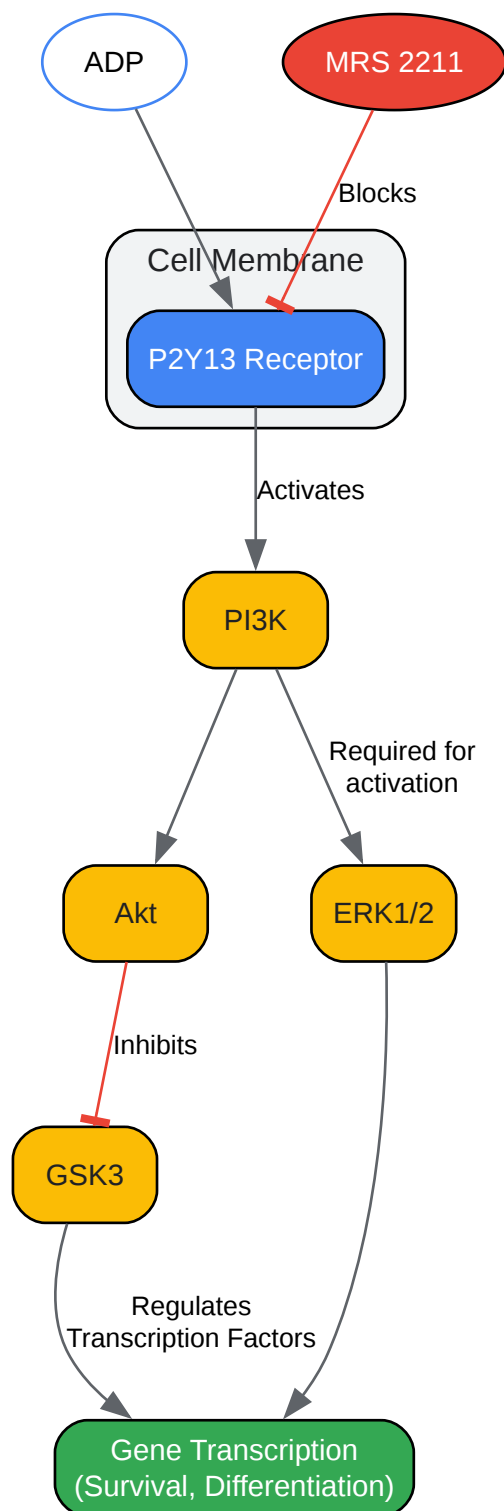 ADP
MRS 2211
Blocks
Cell Membrane
P2Y13 Receptor
Activates
PI3K
Required for
activation
Akt
ERK1/2
Inhibits
GSK3
Regulates
Transcription Factors
Gene Transcription
(Survival, Differentiation)